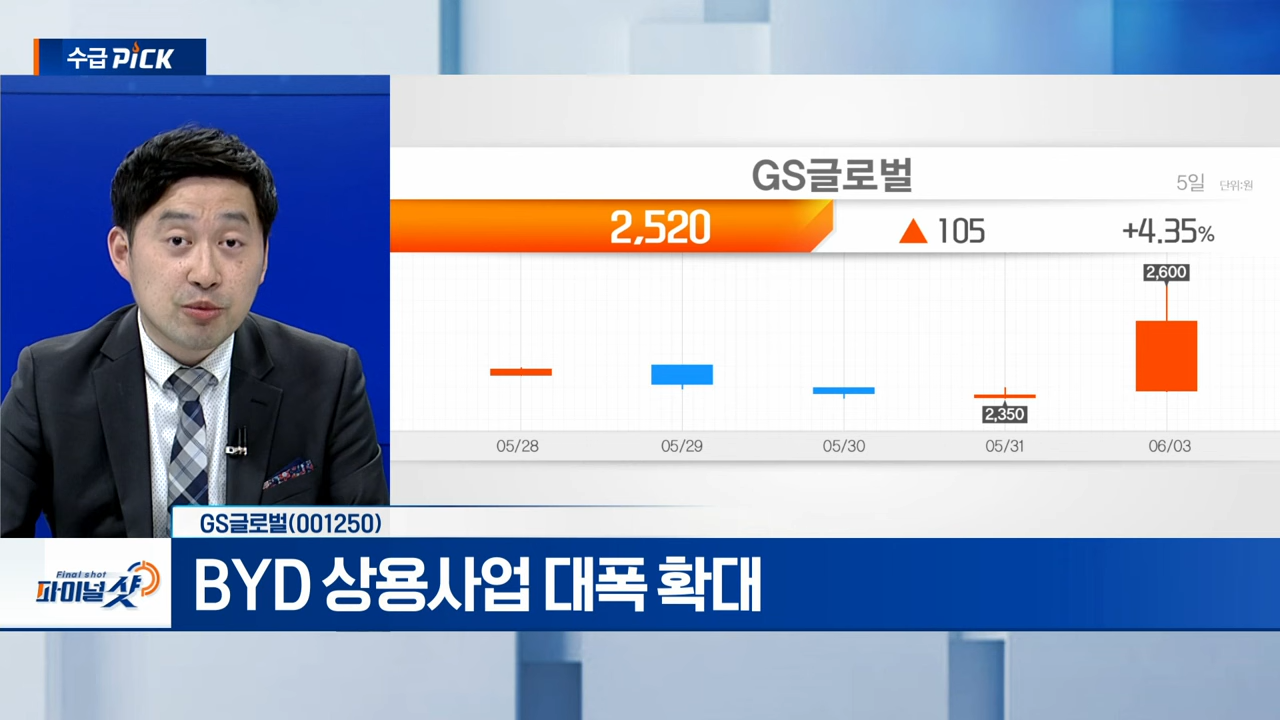 수급 PiCK
GS글로벌
5일 단위:원
2,520 ▲ 105 +4.35%
2,600
2,350
05/28 05/29 05/30 05/31 06/03
GS글로벌(001250)
Final shot
파이널샷
BYD 상용사업 대폭 확대